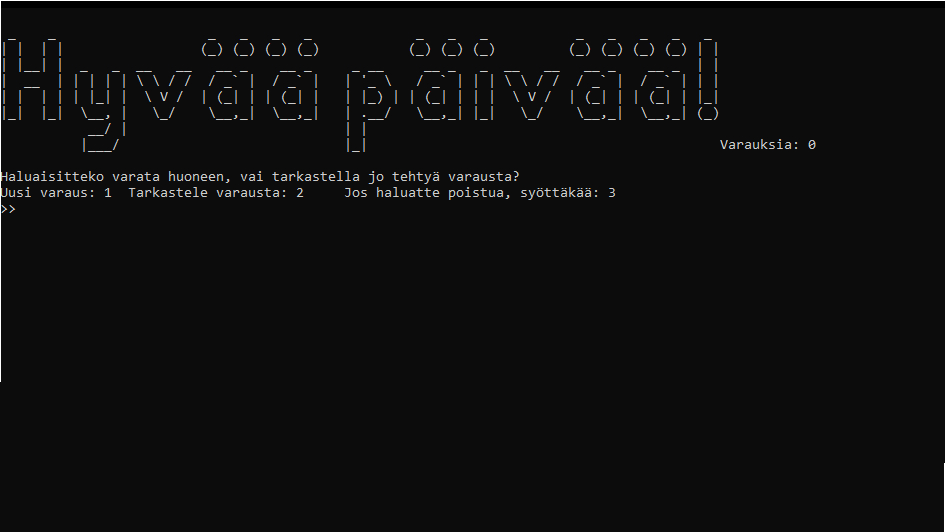 Hyvää päivää!
Varauksia: 0
Haluaisitteko varata huoneen, vai tarkastella jo tehtyä varausta?
Uusi varaus: 1 Tarkastele varausta: 2 Jos haluatte poistua, syöttäkää: 3
>>